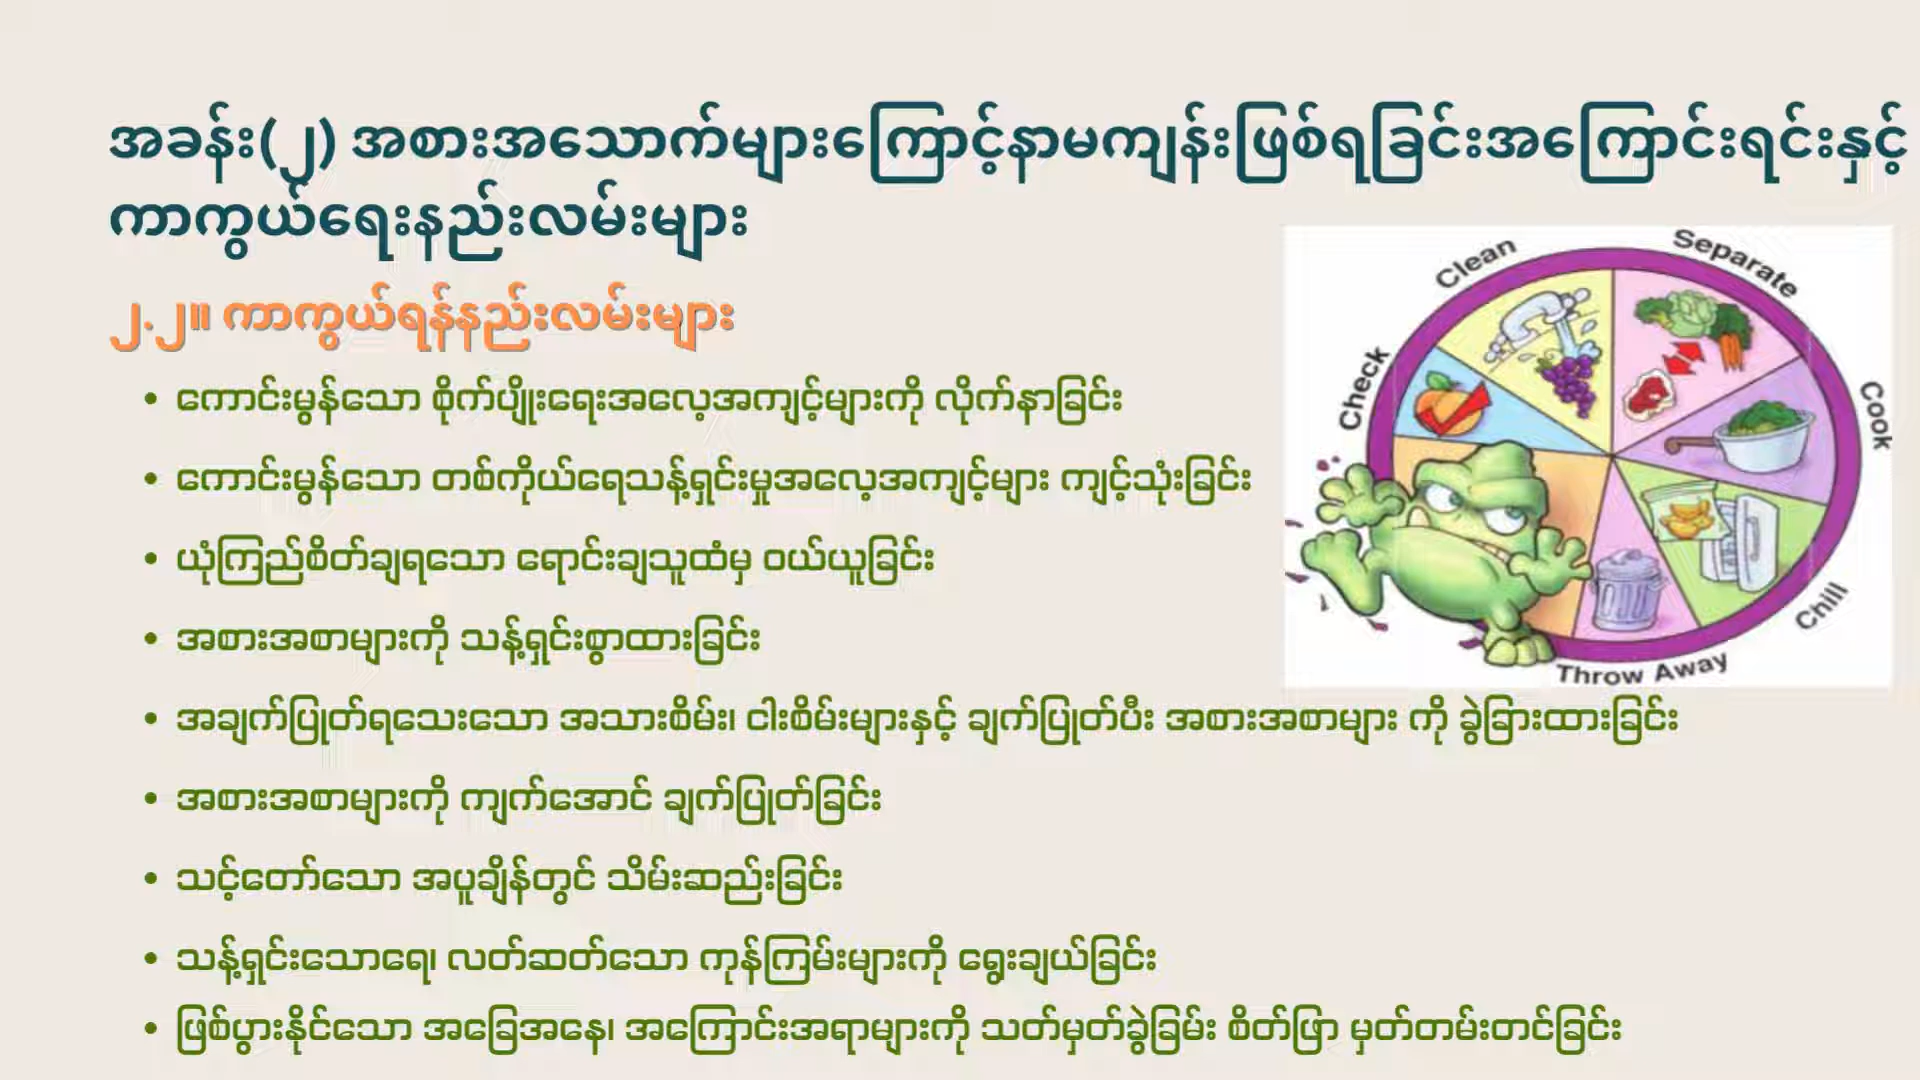 အခန်း(၂) အစားအသောက်များကြောင့်နာမကျန်းဖြစ်ရခြင်းအကြောင်းရင်းနှင့်
ကာကွယ်ရေးနည်းလမ်းများ
၂.၂။ ကာကွယ်ရန်နည်းလမ်းများ
• ကောင်းမွန်သော စိုက်ပျိုးရေးအလေ့အကျင့်များကို လိုက်နာခြင်း
• ကောင်းမွန်သော တစ်ကိုယ်ရေသန့်ရှင်းမှုအလေ့အကျင့်များ ကျင့်သုံးခြင်း
• ယုံကြည်စိတ်ချရသော ရောင်းချသူထံမှ ဝယ်ယူခြင်း
• အစားအစာများကို သန့်ရှင်းစွာထားခြင်း
• အချက်ပြုတ်ရသေးသော အသားစိမ်း၊ ငါးစိမ်းများနှင့် ချက်ပြုတ်ပီး အစားအစာများ ကို ခွဲခြားထားခြင်း
• အစားအစာများကို ကျက်အောင် ချက်ပြုတ်ခြင်း
• သင့်တော်သော အပူချိန်တွင် သိမ်းဆည်းခြင်း
• သန့်ရှင်းသောရေ၊ လတ်ဆတ်သော ကုန်ကြမ်းများကို ရွေးချယ်ခြင်း
• ဖြစ်ပွားနိုင်သော အခြေအနေ၊ အကြောင်းအရာများကို သတ်မှတ်ခွဲခြမ်း စိတ်ဖြာ မှတ်တမ်းတင်ခြင်း
Clean
Separate
Check
Cook
Chill
Throw Away